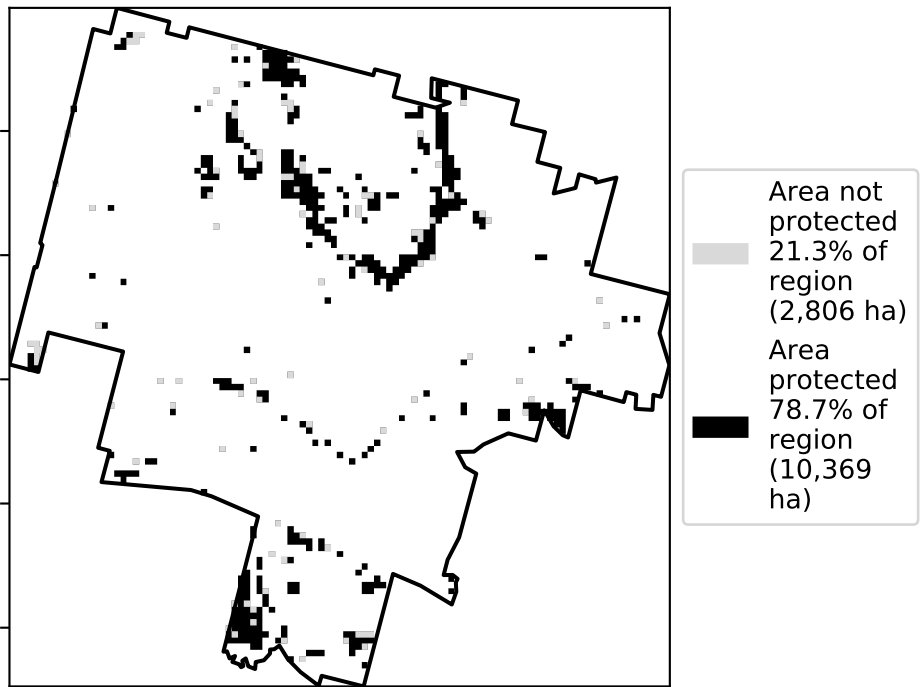 Area not
protected
21.3% of
region
(2,806 ha)
Area
protected
78.7% of
region
(10,369
ha)